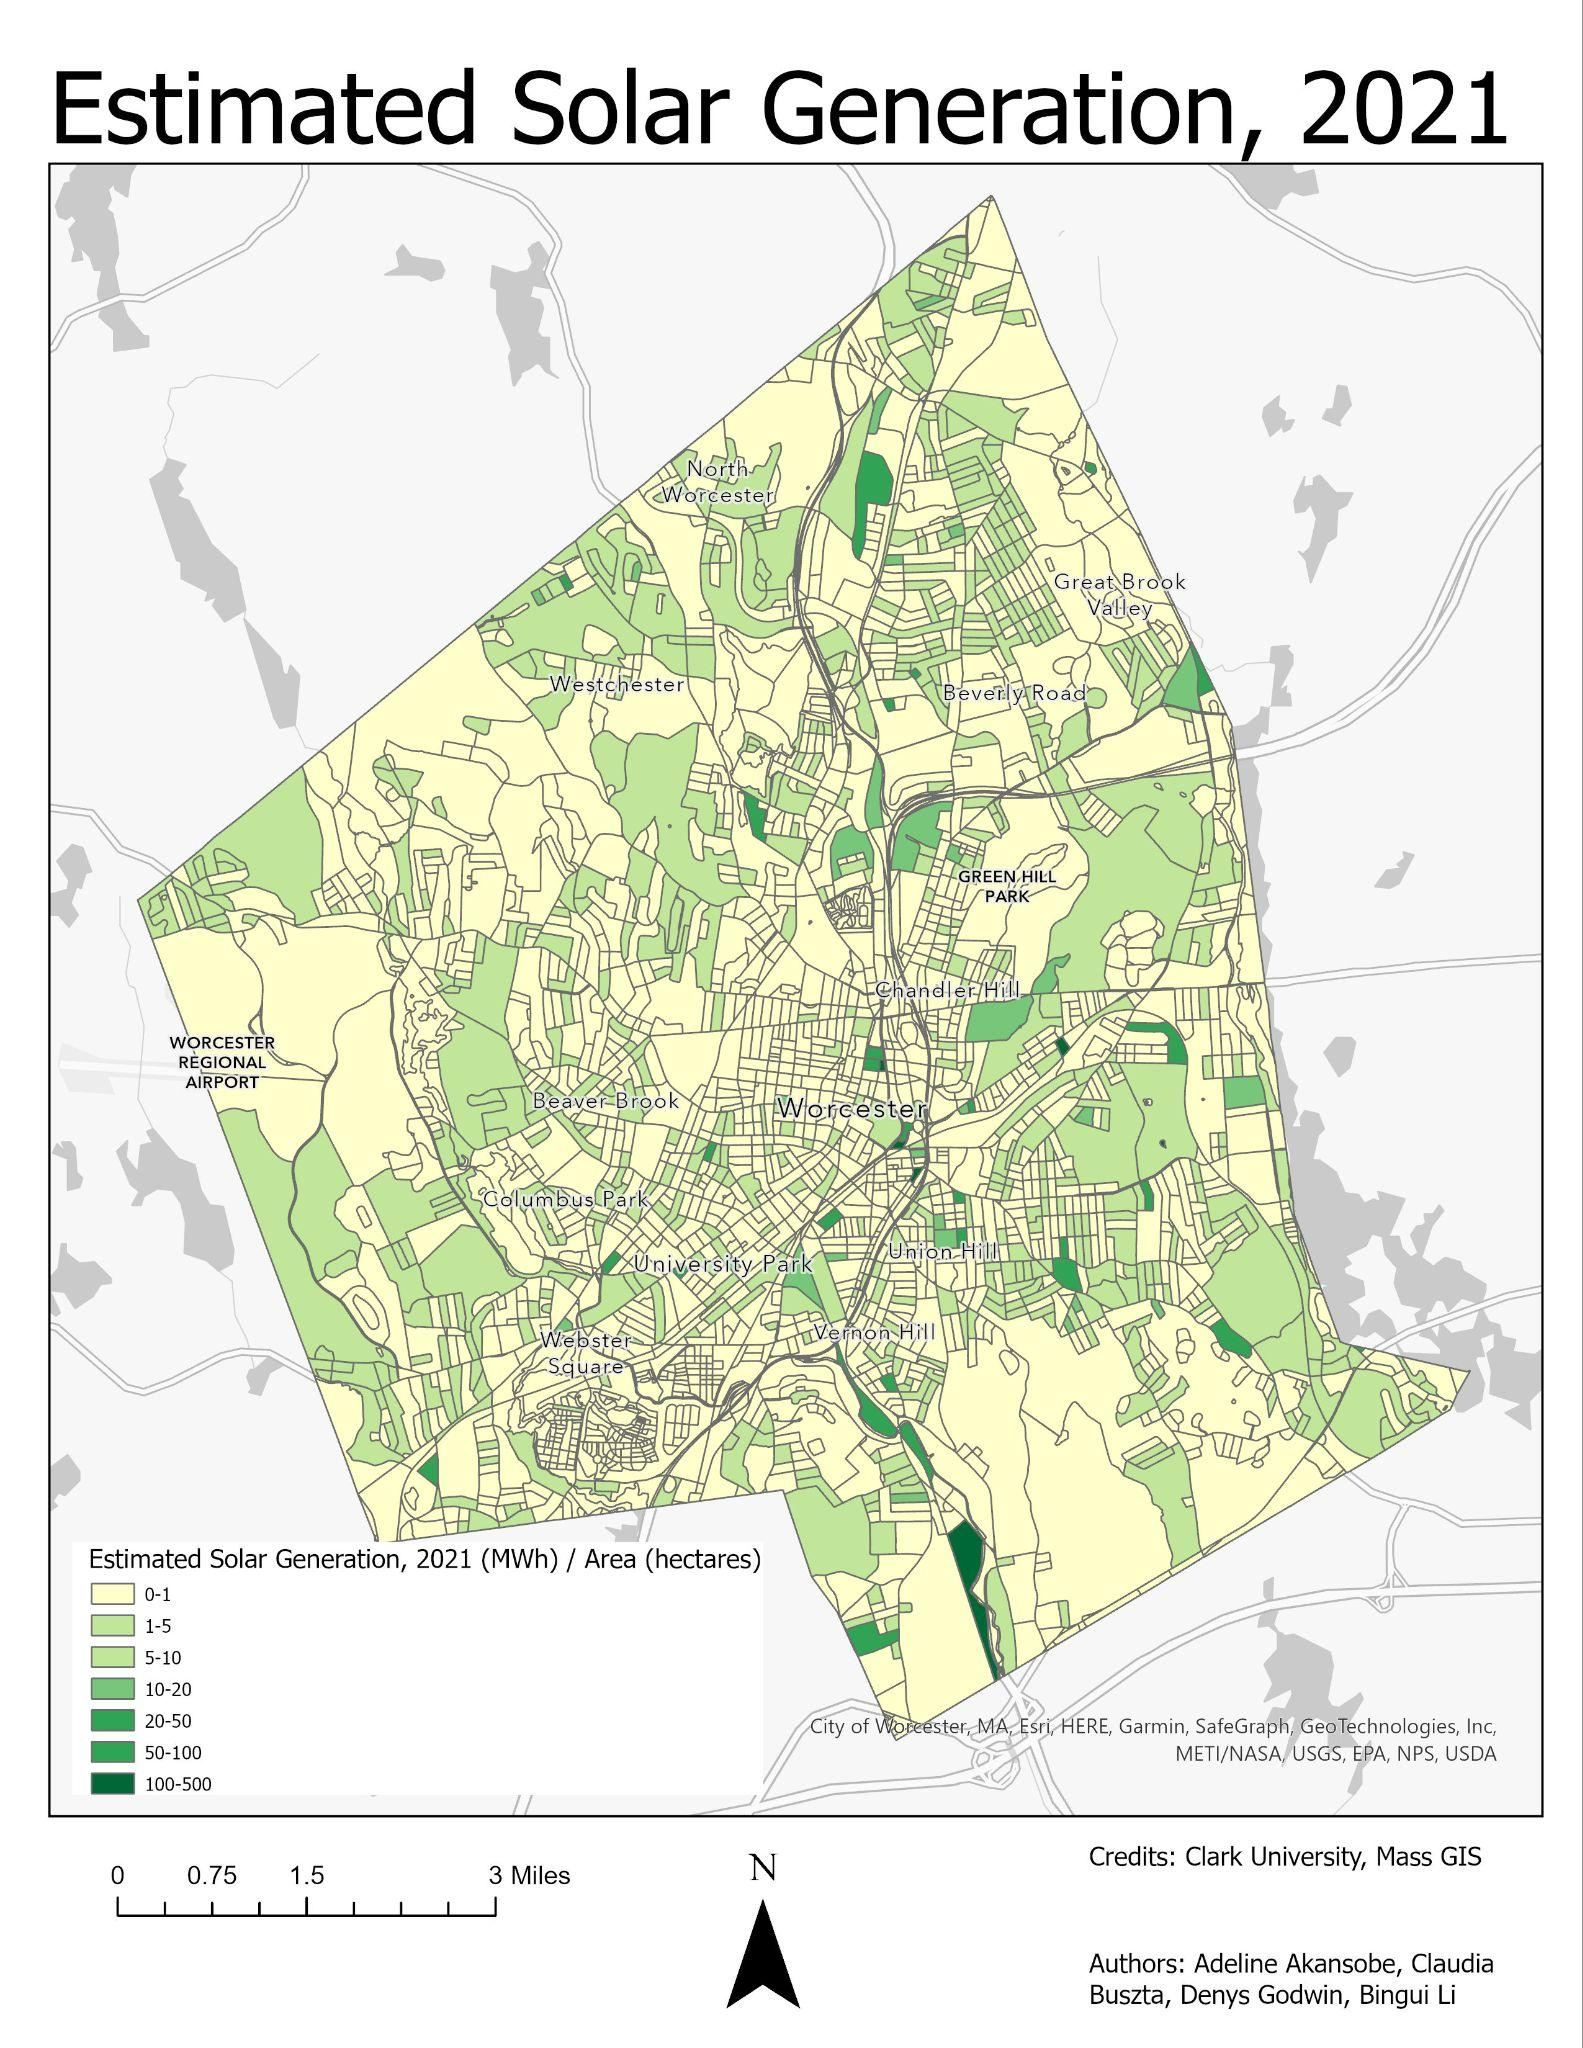 Estimated Solar Generation, 2021
North
Worcester
Great Brook
Valley
Westchester
Beverly Road
GREEN HILL
PARK
Chandler Hill
WORCESTER
REGIONAL
AIRPORT
Beaver Brook
Worcester
Columbus Park
University Park
Union Hill
Vernon Hill
Webster
Square
Estimated Solar Generation, 2021 (MWh) / Area (hectares)
0-1
1-5
5-10
10-20
20-50
50-100
100-500
City of Worcester, MA, Esri, HERE, Garmin, SafeGraph, GeoTechnologies, Inc,
METI/NASA, USGS, EPA, NPS, USDA
0 0.75 1.5 3 Miles
N
Credits: Clark University, Mass GIS
Authors: Adeline Akansobe, Claudia
Buszta, Denys Godwin, Bingui Li